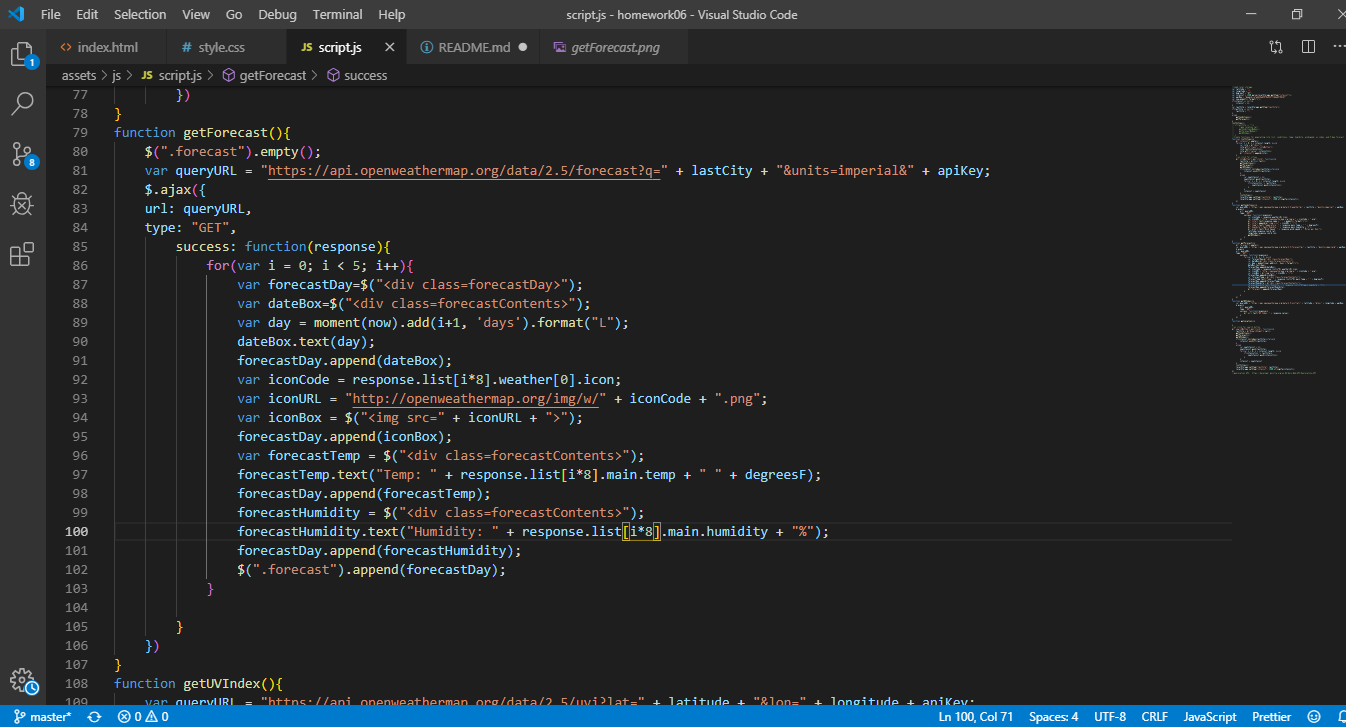 File Edit Selection View Go Debug Terminal Help script.js - homework06 - Visual Studio Code
<> index.html # style.css JS script.js × ⓘ README.md ● getForecast.png ···
assets > js > JS script.js > getForecast > success
1
8
77 })
78 }
79 function getForecast(){
80 $(".forecast").empty();
81 var queryURL = "https://api.openweathermap.org/data/2.5/forecast?q=" + lastCity + "&units=imperial&" + apiKey;
82 $.ajax({
83 url: queryURL,
84 type: "GET",
85 success: function(response){
86 for(var i = 0; i < 5; i++){
87 var forecastDay=$("<div class=forecastDay>");
88 var dateBox=$("<div class=forecastContents>");
89 var day = moment(now).add(i+1, 'days').format("L");
90 dateBox.text(day);
91 forecastDay.append(dateBox);
92 var iconCode = response.list[i*8].weather[0].icon;
93 var iconURL = "http://openweathermap.org/img/w/" + iconCode + ".png";
94 var iconBox = $("<img src=" + iconURL + ">");
95 forecastDay.append(iconBox);
96 var forecastTemp = $("<div class=forecastContents>");
97 forecastTemp.text("Temp: " + response.list[i*8].main.temp + " " + degreesF);
98 forecastDay.append(forecastTemp);
99 forecastHumidity = $("<div class=forecastContents>");
100 forecastHumidity.text("Humidity: " + response.list[i*8].main.humidity + "%");
101 forecastDay.append(forecastHumidity);
102 $(".forecast").append(forecastDay);
103 }
104
105 }
106 })
107 }
108 function getUVIndex(){
109 var queryURL = "https://api.openweathermap.org/data/2.5/uvi?lat=" + latitude + "&lon=" + longitude + apiKey;
master* 0 0 Ln 100, Col 71 Spaces: 4 UTF-8 CRLF JavaScript Prettier